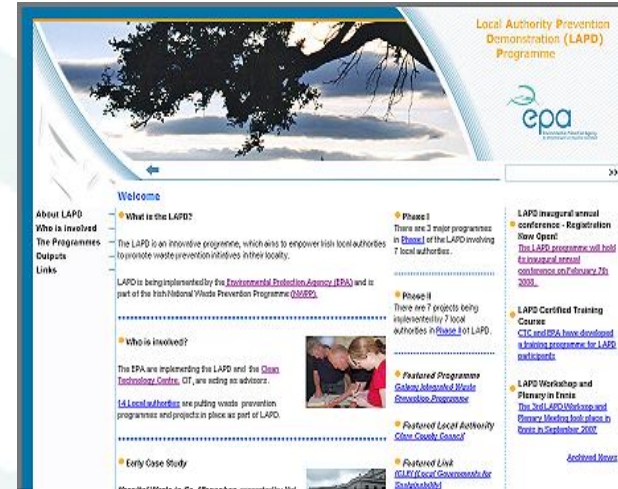 Local Authority Prevention
Demonstration (LAPD)
Programme
epa
Environmental Protection Agency
>>
About LAPD
Who is involved
The Programmes
Outputs
Links
Welcome
What is the LAPD?
The LAPD is an innovative programme, which aims to empower Irish local authorities
to promote waste prevention initiatives in their locality.
LAPD is being implemented by the Environmental Protection Agency (EPA) and is
part of the Irish National Waste Prevention Programme (NWPP).
Who is involved?
The EPA are implementing the LAPD and the Clean
Technology Centre, CIT, are acting as advisors.
14 Local authorities are putting waste prevention
programmes and projects in place as part of LAPD.
Early Case Study
Phase I
There are 3 major programmes
in Phase I of the LAPD involving
7 local authorities.
Phase II
There are 7 projects being
implemented by 7 local
authorities in Phase II of LAPD.
Featured Programme
Galway Integrated Waste
Prevention Programme
Featured Local Authority
Clare County Council
Featured Link
ICLEI (Local Governments for
Sustainability)
LAPD inaugural annual
conference - Registration
Now Open!
The LAPD programme will hold
its inaugural annual
conference on February 7th
2008.
LAPD Certified Training
Course
CTC and EPA have developed
a training programme for LAPD
participants
LAPD Workshop and
Plenary in Ennis
The 3rd LAPD Workshop and
Plenary Meeting took place in
Ennis in September 2007
Archived News